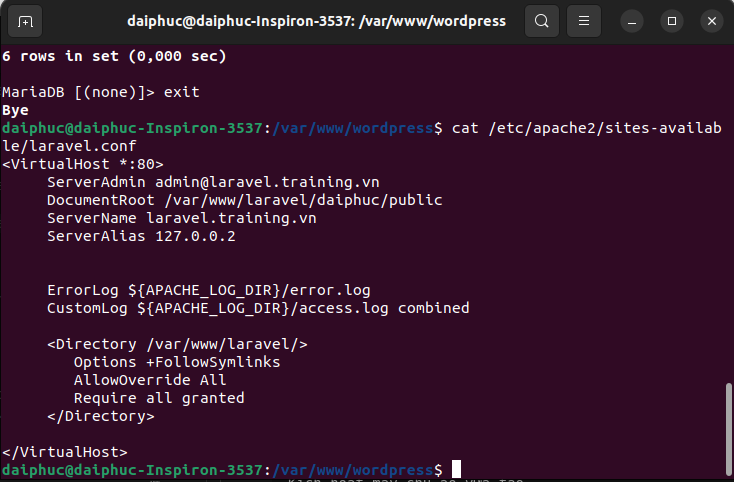 daiphuc@daiphuc-Inspiron-3537: /var/www/wordpress
6 rows in set (0,000 sec)
MariaDB [(none)]> exit
Bye
daiphuc@daiphuc-Inspiron-3537:/var/www/wordpress$ cat /etc/apache2/sites-availab
le/laravel.conf
<VirtualHost *:80>
     ServerAdmin admin@laravel.training.vn
     DocumentRoot /var/www/laravel/daiphuc/public
     ServerName laravel.training.vn
     ServerAlias 127.0.0.2
     ErrorLog ${APACHE_LOG_DIR}/error.log
     CustomLog ${APACHE_LOG_DIR}/access.log combined
     <Directory /var/www/laravel/>
        Options +FollowSymlinks
        AllowOverride All
        Require all granted
     </Directory>
</VirtualHost>
daiphuc@daiphuc-Inspiron-3537:/var/www/wordpress$